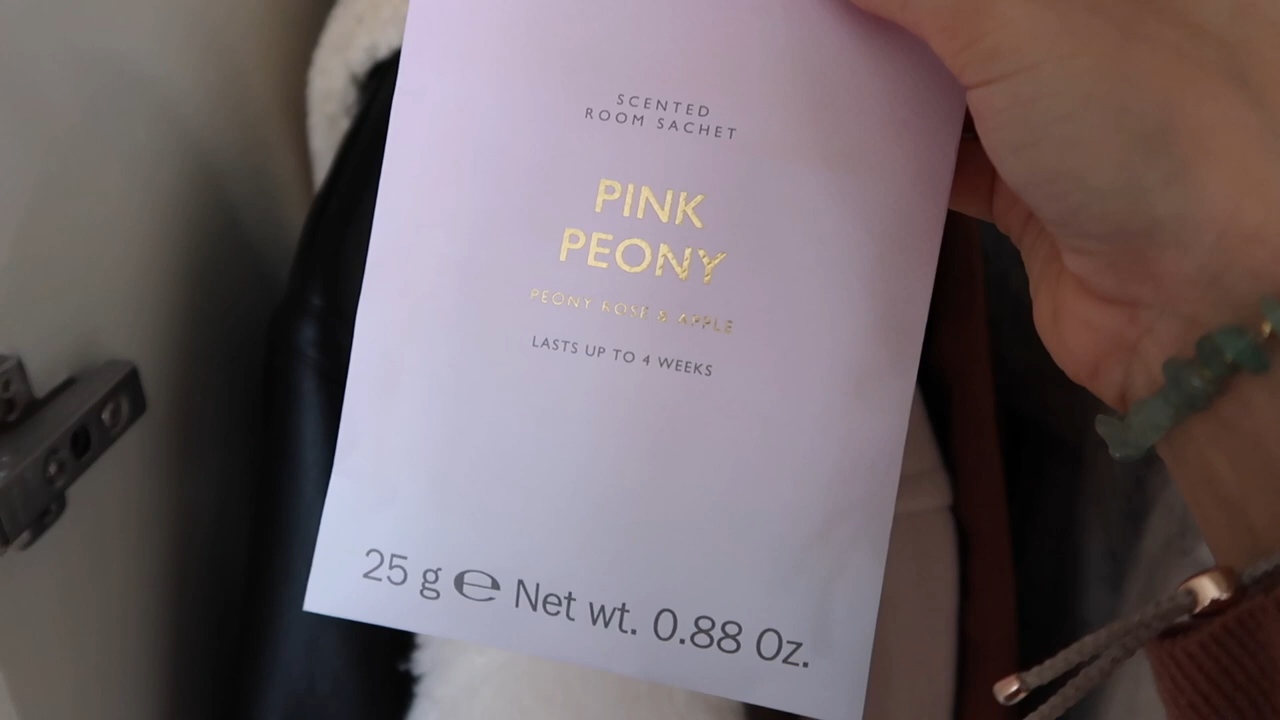 SCENTED
ROOM SACHET
PINK
PEONY
PEONY ROSE & APPLE
LASTS UP TO 4 WEEKS
25 g ℮ Net wt. 0.88 Oz.